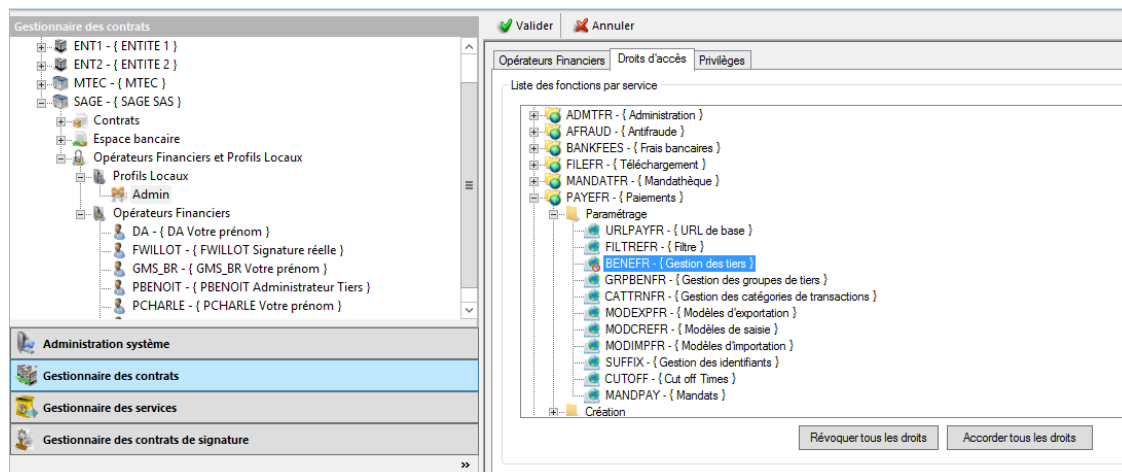 Gestionnaire des contrats
ENT1 - { ENTITE 1 }
ENT2 - { ENTITE 2 }
MTEC - { MTEC }
SAGE - { SAGE SAS }
Contrats
Espace bancaire
Opérateurs Financiers et Profils Locaux
Profils Locaux
Admin
Opérateurs Financiers
DA - { DA Votre prénom }
FWILLOT - { FWILLOT Signature réelle }
GMS_BR - { GMS_BR Votre prénom }
PBENOIT - { PBENOIT Administrateur Tiers }
PCHARLE - { PCHARLE Votre prénom }
Administration système
Gestionnaire des contrats
Gestionnaire des services
Gestionnaire des contrats de signature
»
Valider Annuler
Opérateurs Financiers Droits d'accès Privilèges
Liste des fonctions par service
ADMTFR - { Administration }
AFRAUD - { Antifraude }
BANKFEES - { Frais bancaires }
FILEFR - { Téléchargement }
MANDATFR - { Mandathèque }
PAYEFR - { Paiements }
Paramétrage
URLPAYFR - { URL de base }
FILTREFR - { Filtre }
BENEFR - { Gestion des tiers }
GRPBENFR - { Gestion des groupes de tiers }
CATTRNFR - { Gestion des catégories de transactions }
MODEXPFR - { Modèles d'exportation }
MODCREFR - { Modèles de saisie }
MODIMPFR - { Modèles d'importation }
SUFFIX - { Gestion des identifiants }
CUTOFF - { Cut off Times }
MANDPAY - { Mandats }
Création
Révoquer tous les droits Accorder tous les droits